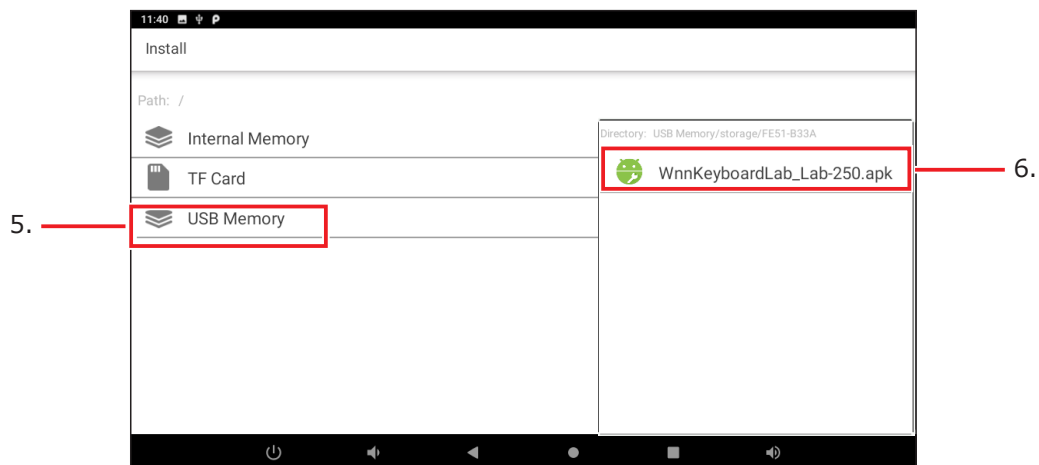 11:40
Install
Path: /
Internal Memory
TF Card
5.
USB Memory
Directory: USB Memory/storage/FE51-B33A
WnnKeyboardLab_Lab-250.apk
6.